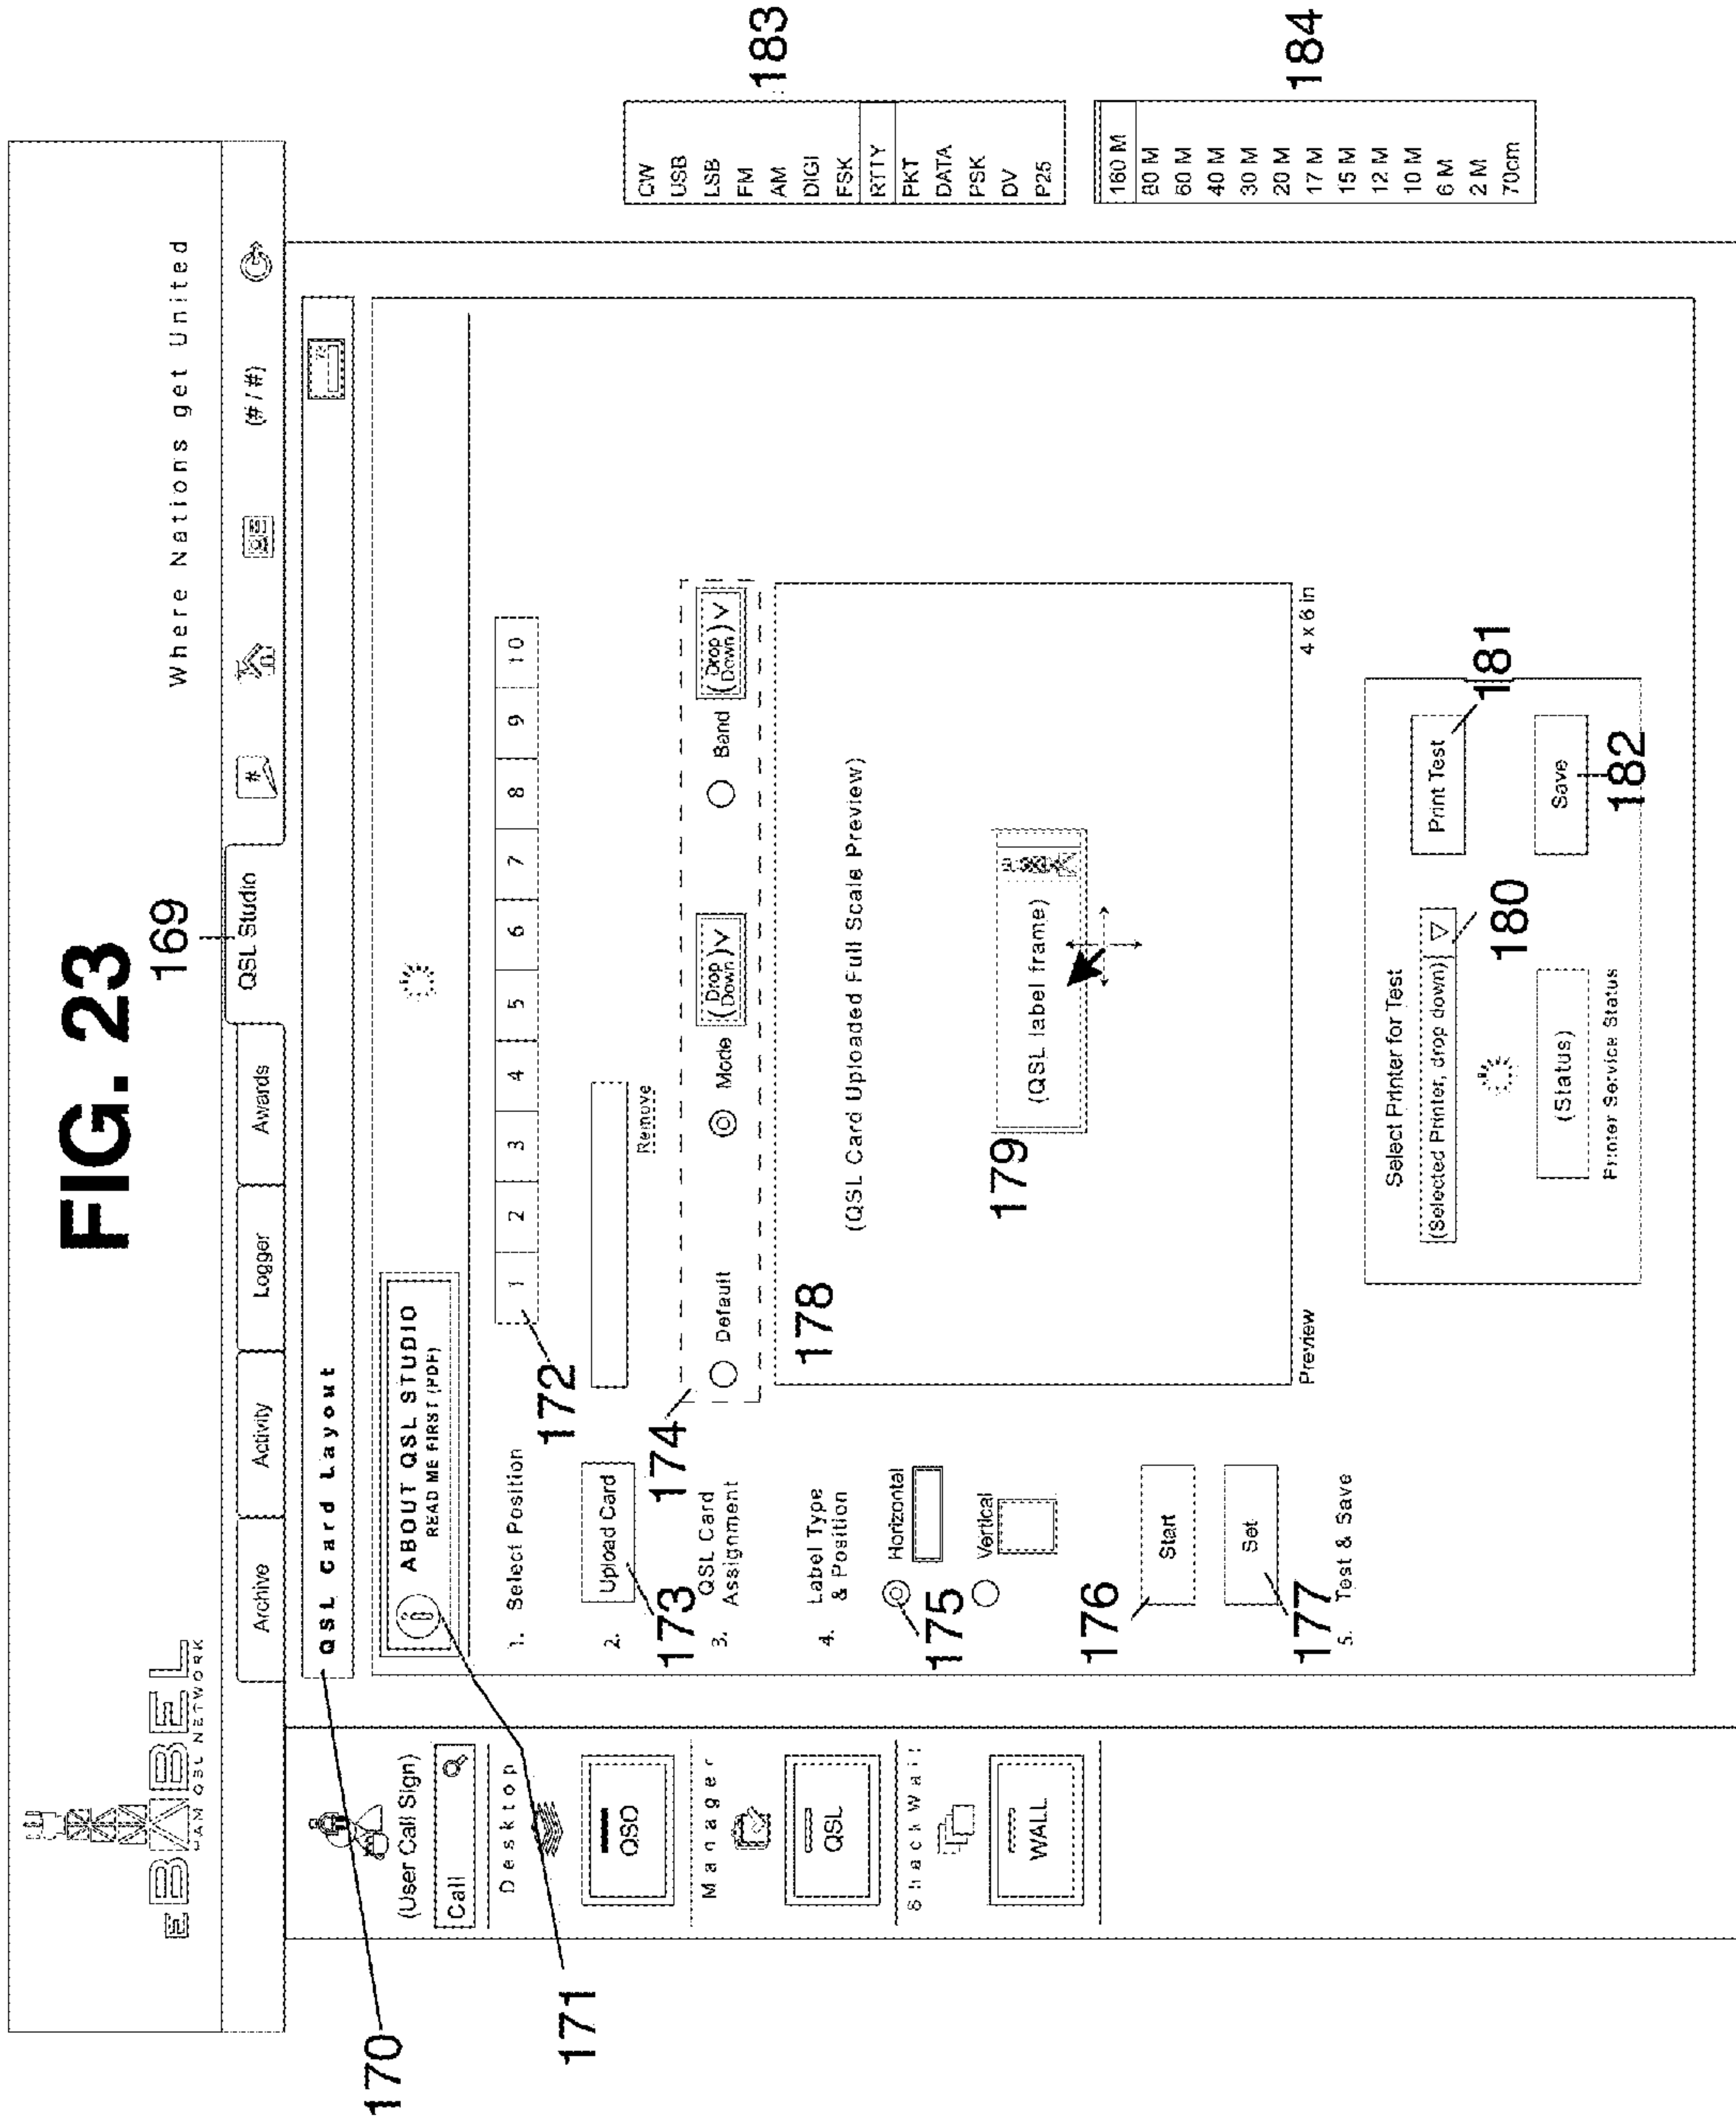 FIG. 23
EBABEL
HAM QSL NETWORK
Where Nations get United
169
Archive
Activity
Logger
Awards
QSL Studio
#
(#/#)
170
QSL Card Layout
73
(User Call Sign)
Call
Desktop
QSO
Manager
QSL
Shack Wall
WALL
171
i ABOUT QSL STUDIO
READ ME FIRST (PDF)
1. Select Position
172
1 2 3 4 5 6 7 8 9 10
2. Upload Card
173
Remove
3. QSL Card
Assignment
174
Default
Mode
(Drop Down) V
Band
(Drop Down) V
4. Label Type
& Position
175
Horizontal
Vertical
176
Start
177
Set
178
(QSL Card Uploaded Full Scale Preview)
179
(QSL label frame)
Preview
4 x 6 in
5. Test & Save
Select Printer for Test
(Selected Printer, drop down)
180
Print Test
181
(Status)
Printer Service Status
Save
182
CW
USB
LSB
FM
AM
DIGI
FSK
RTTY
PKT
DATA
PSK
DV
P25
183
160 M
80 M
60 M
40 M
30 M
20 M
17 M
15 M
12 M
10 M
6 M
2 M
70cm
184